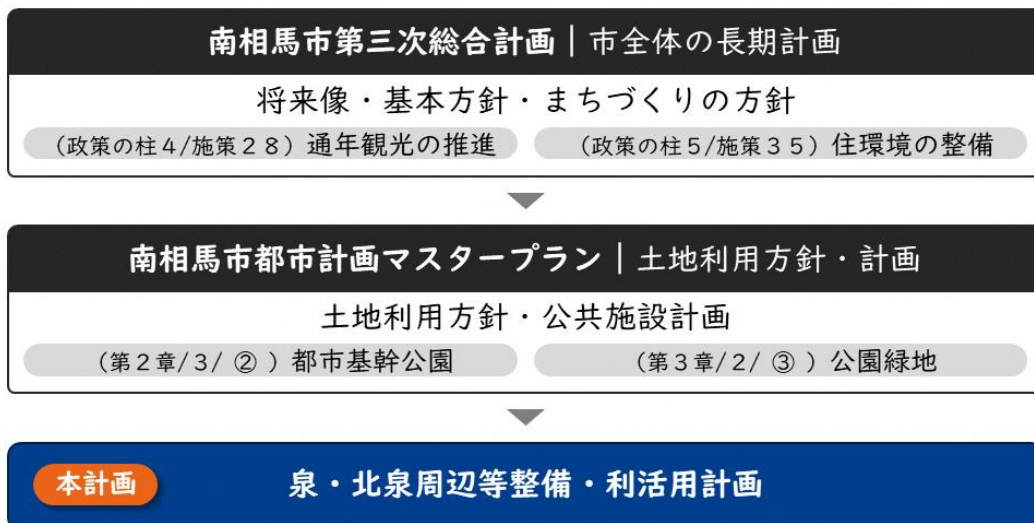 南相馬市第三次総合計画｜市全体の長期計画
将来像・基本方針・まちづくりの方針
（政策の柱４/施策２８）通年観光の推進
（政策の柱５/施策３５）住環境の整備
南相馬市都市計画マスタープラン｜土地利用方針・計画
土地利用方針・公共施設計画
（第２章/３/ ② ）都市基幹公園
（第３章/２/ ③ ）公園緑地
本計画 泉・北泉周辺等整備・利活用計画